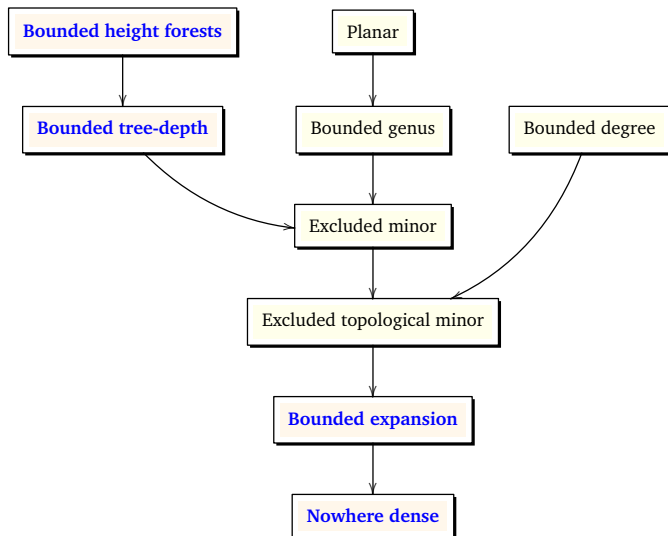 Bounded height forests
Planar
Bounded tree-depth
Bounded genus
Bounded degree
Excluded minor
Excluded topological minor
Bounded expansion
Nowhere dense